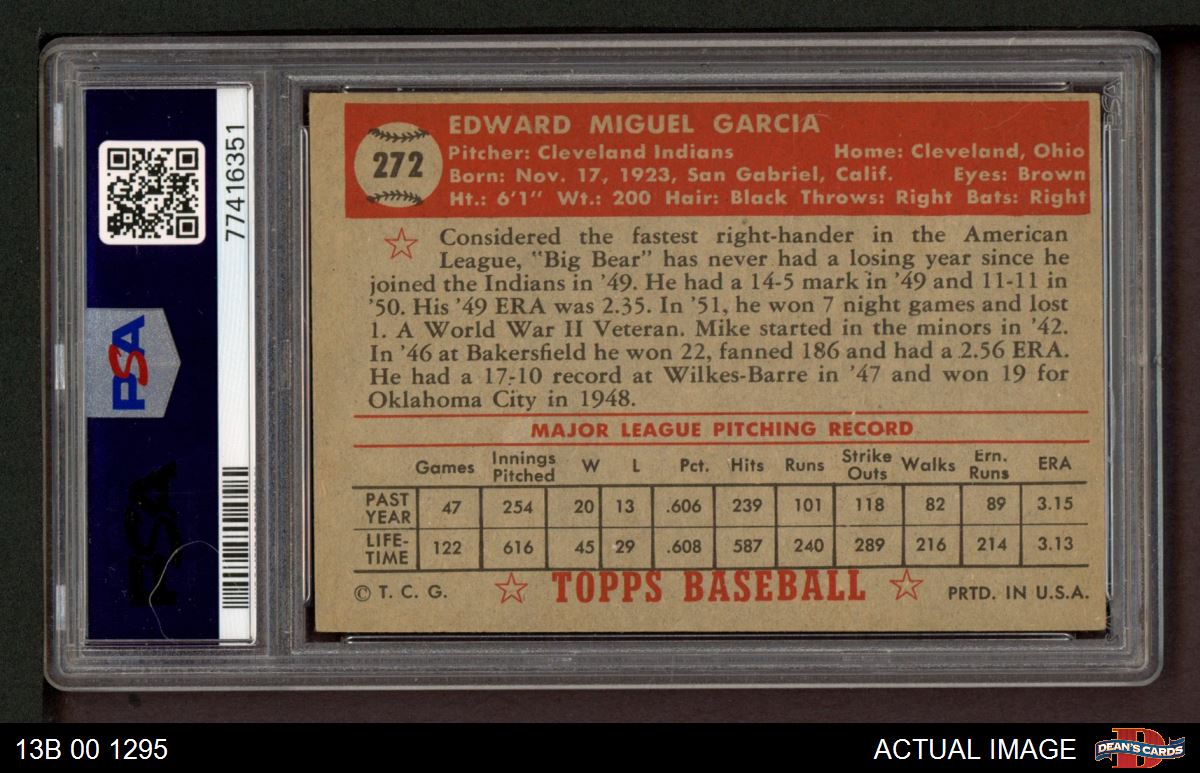 77416351
PSA
PSA
272
EDWARD MIGUEL GARCIA
Pitcher: Cleveland Indians Home: Cleveland, Ohio
Born: Nov. 17, 1923, San Gabriel, Calif. Eyes: Brown
Ht.: 6'1" Wt.: 200 Hair: Black Throws: Right Bats: Right
Considered the fastest right-hander in the American
League, "Big Bear" has never had a losing year since he
joined the Indians in '49. He had a 14-5 mark in '49 and 11-11 in
'50. His '49 ERA was 2.35. In '51, he won 7 night games and lost
1. A World War II Veteran. Mike started in the minors in '42.
In '46 at Bakersfield he won 22, fanned 186 and had a 2.56 ERA.
He had a 17-10 record at Wilkes-Barre in '47 and won 19 for
Oklahoma City in 1948.
MAJOR LEAGUE PITCHING RECORD
Games Innings Pitched W L Pct. Hits Runs Strike Outs Walks Ern. Runs ERA
PAST YEAR 47 254 20 13 .606 239 101 118 82 89 3.15
LIFE-TIME 122 616 45 29 .608 587 240 289 216 214 3.13
© T. C. G. TOPPS BASEBALL PRTD. IN U.S.A.
13B 00 1295 ACTUAL IMAGE DEAN'S CARDS